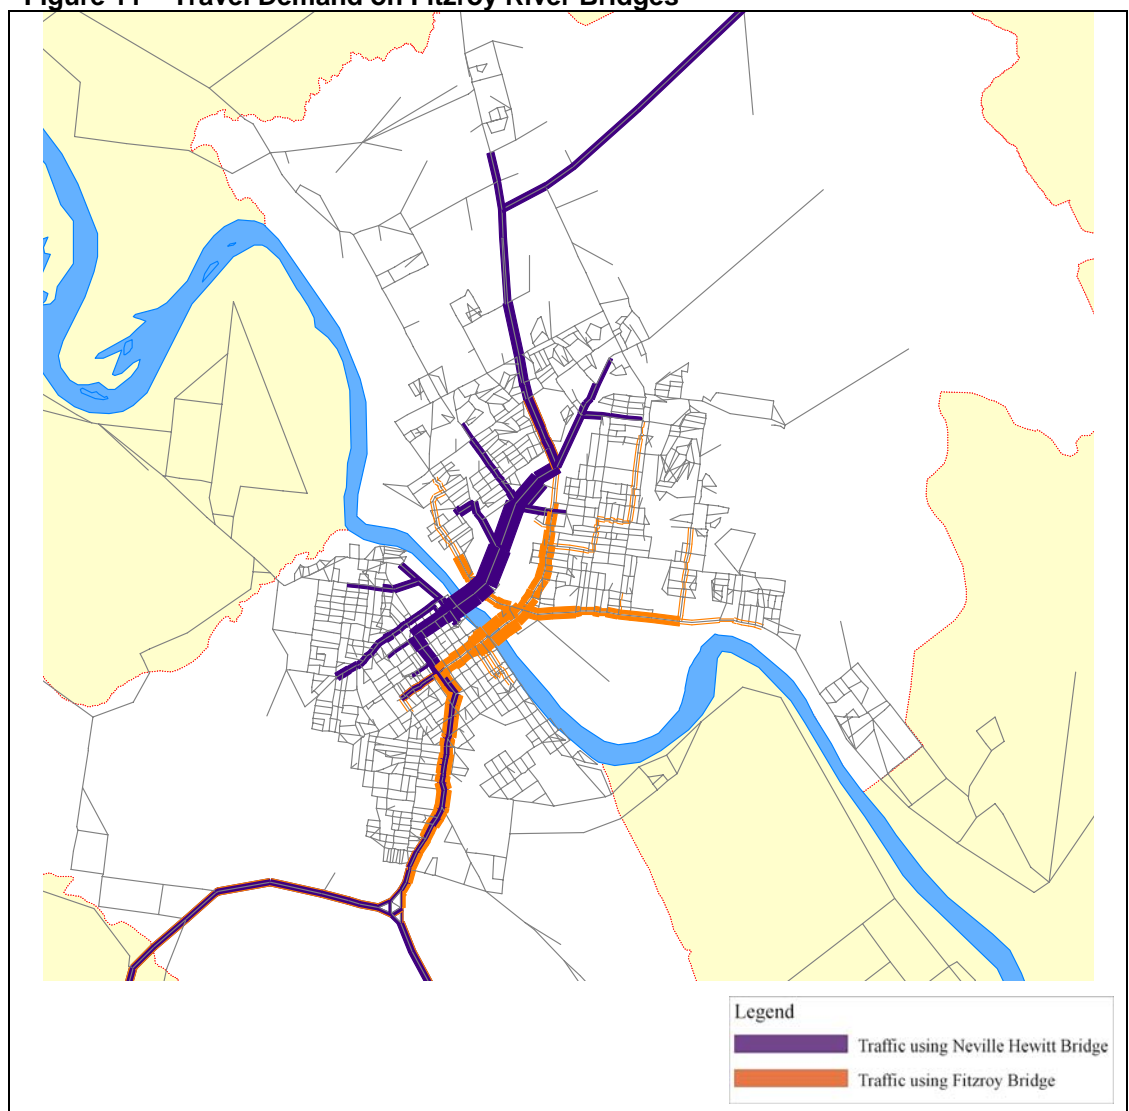 Travel Demand on Fitzroy River Bridges
Legend
Traffic using Neville Hewitt Bridge
Traffic using Fitzroy Bridge